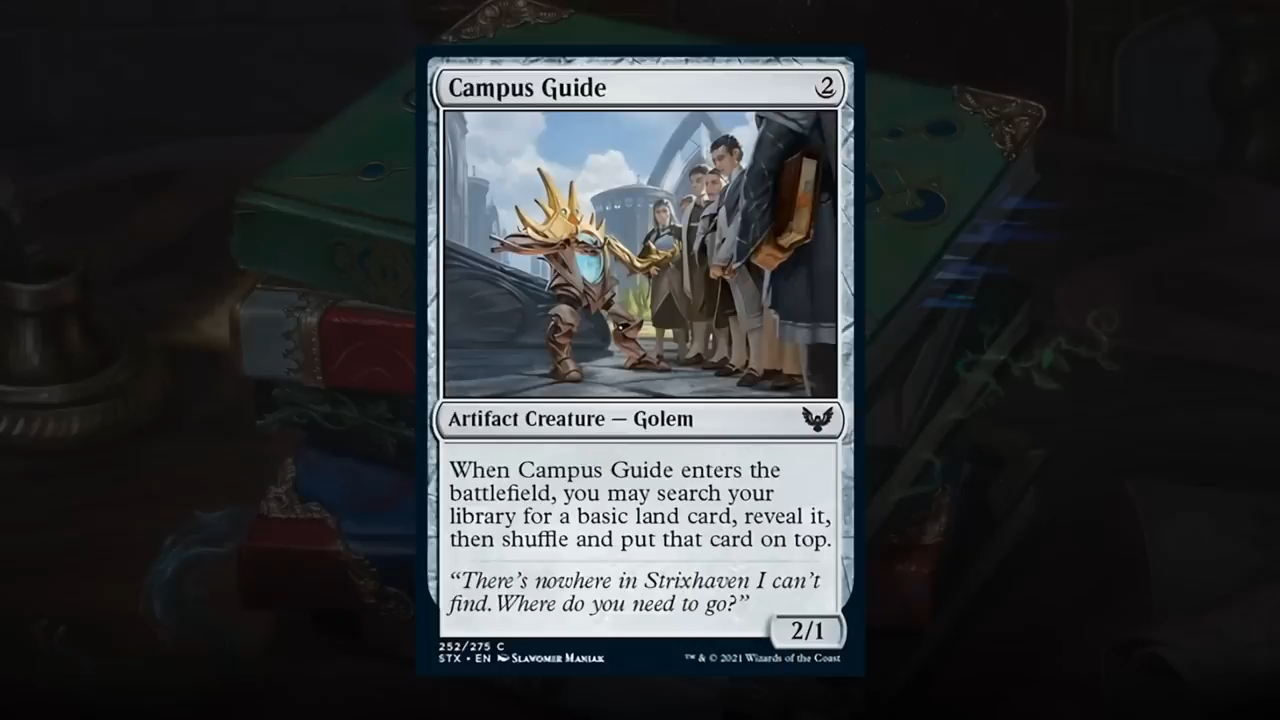 Campus Guide 2
Artifact Creature — Golem
When Campus Guide enters the
battlefield, you may search your
library for a basic land card, reveal it,
then shuffle and put that card on top.
“There’s nowhere in Strixhaven I can’t
find. Where do you need to go?”
2/1
252/275 C
STX • EN Slawomir Maniak
™ & © 2021 Wizards of the Coast